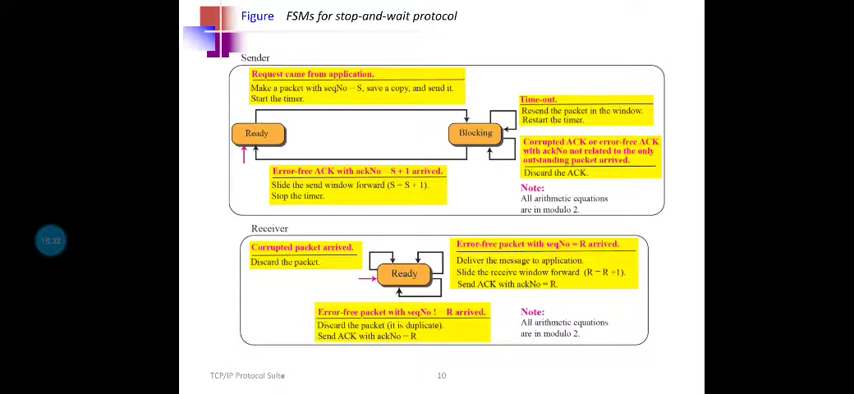 Figure FSMs for stop-and-wait protocol
Sender
Request came from application.
Make a packet with seqNo = S, save a copy, and send it.
Start the timer.
Time-out.
Resend the packet in the window.
Restart the timer.
Ready
Blocking
Corrupted ACK or error-free ACK
with ackNo not related to the only
outstanding packet arrived.
Discard the ACK.
Error-free ACK with ackNo = S + 1 arrived.
Slide the send window forward (S = S + 1).
Stop the timer.
Note:
All arithmetic equations
are in modulo 2.
Receiver
Corrupted packet arrived.
Discard the packet.
Ready
Error-free packet with seqNo = R arrived.
Deliver the message to application.
Slide the receive window forward (R = R +1).
Send ACK with ackNo = R.
Error-free packet with seqNo != R arrived.
Discard the packet (it is duplicate).
Send ACK with ackNo = R
Note:
All arithmetic equations
are in modulo 2.
18:32
TCP/IP Protocol Suite
10